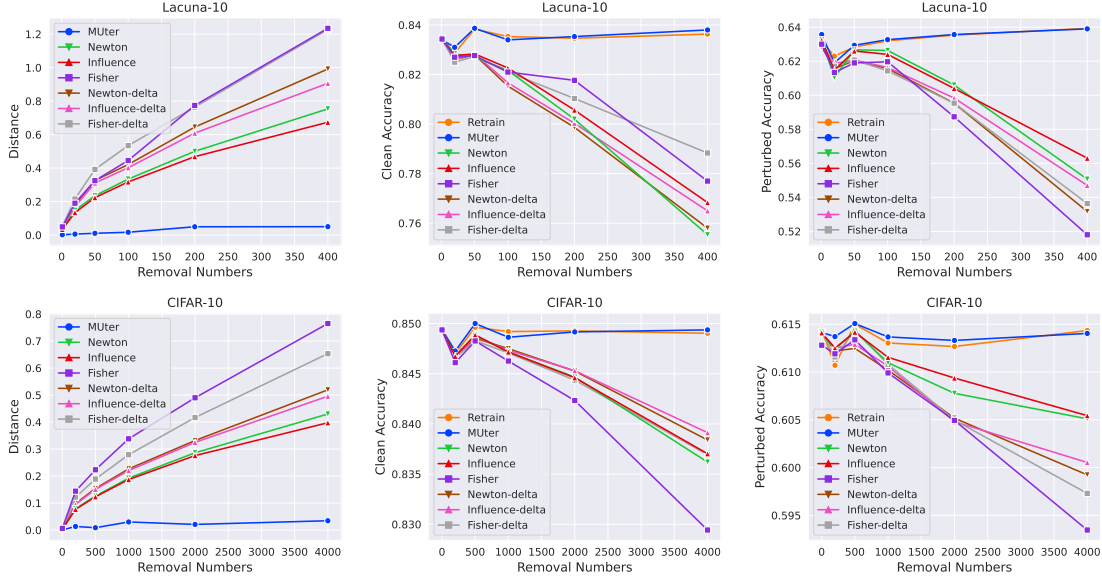 Lacuna-10
1.2
1.0
0.8
0.6
0.4
0.2
0.0
Distance
MUter
Newton
Influence
Fisher
Newton-delta
Influence-delta
Fisher-delta
0 50 100 150 200 250 300 350 400
Removal Numbers
Lacuna-10
0.84
0.82
0.80
0.78
0.76
Clean Accuracy
Retrain
MUter
Newton
Influence
Fisher
Newton-delta
Influence-delta
Fisher-delta
0 50 100 150 200 250 300 350 400
Removal Numbers
Lacuna-10
0.64
0.62
0.60
0.58
0.56
0.54
0.52
Perturbed Accuracy
Retrain
MUter
Newton
Influence
Fisher
Newton-delta
Influence-delta
Fisher-delta
0 50 100 150 200 250 300 350 400
Removal Numbers
CIFAR-10
0.8
0.7
0.6
0.5
0.4
0.3
0.2
0.1
0.0
Distance
MUter
Newton
Influence
Fisher
Newton-delta
Influence-delta
Fisher-delta
0 500 1000 1500 2000 2500 3000 3500 4000
Removal Numbers
CIFAR-10
0.850
0.845
0.840
0.835
0.830
Clean Accuracy
Retrain
MUter
Newton
Influence
Fisher
Newton-delta
Influence-delta
Fisher-delta
0 500 1000 1500 2000 2500 3000 3500 4000
Removal Numbers
CIFAR-10
0.615
0.610
0.605
0.600
0.595
Perturbed Accuracy
Retrain
MUter
Newton
Influence
Fisher
Newton-delta
Influence-delta
Fisher-delta
0 500 1000 1500 2000 2500 3000 3500 4000
Removal Numbers